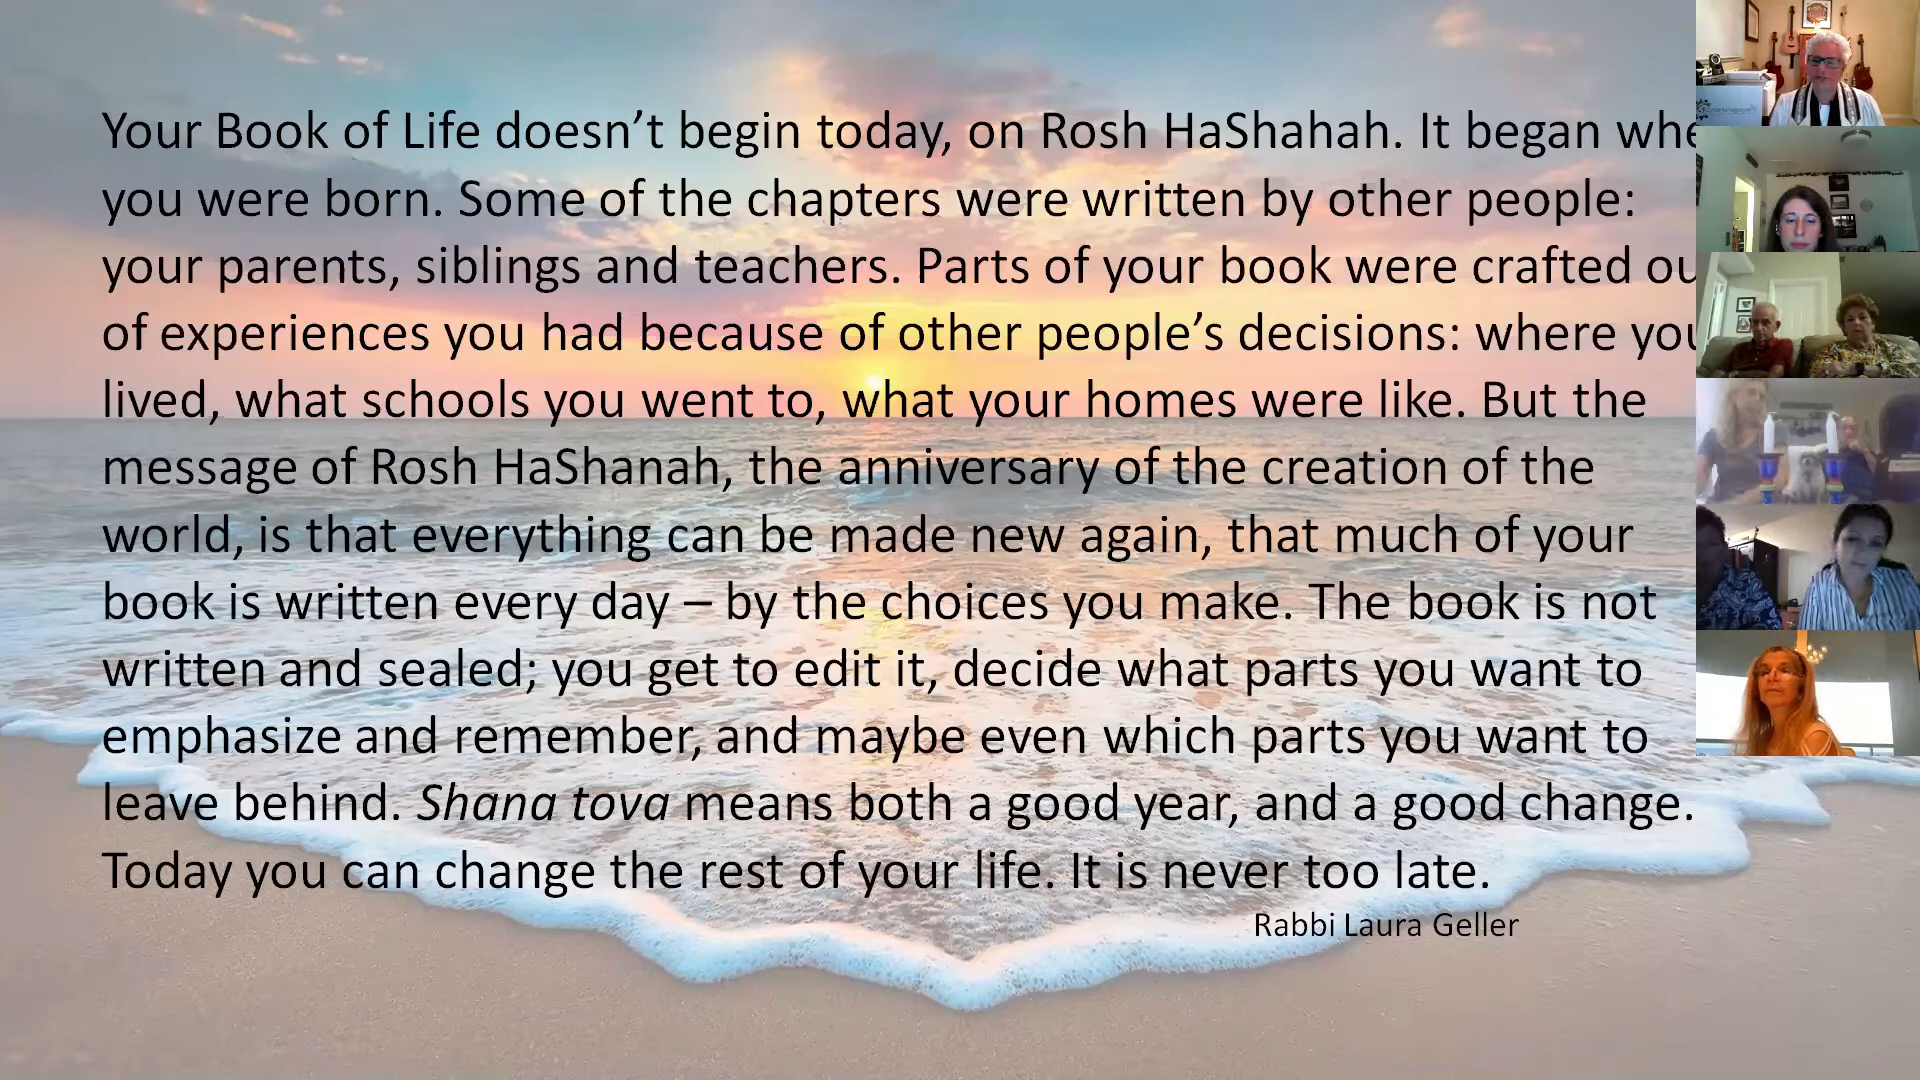 Your Book of Life doesn’t begin today, on Rosh HaShahah. It began whe
you were born. Some of the chapters were written by other people:
your parents, siblings and teachers. Parts of your book were crafted ou
of experiences you had because of other people’s decisions: where you
lived, what schools you went to, what your homes were like. But the
message of Rosh HaShanah, the anniversary of the creation of the
world, is that everything can be made new again, that much of your
book is written every day – by the choices you make. The book is not
written and sealed; you get to edit it, decide what parts you want to
emphasize and remember, and maybe even which parts you want to
leave behind. Shana tova means both a good year, and a good change.
Today you can change the rest of your life. It is never too late.
Rabbi Laura Geller